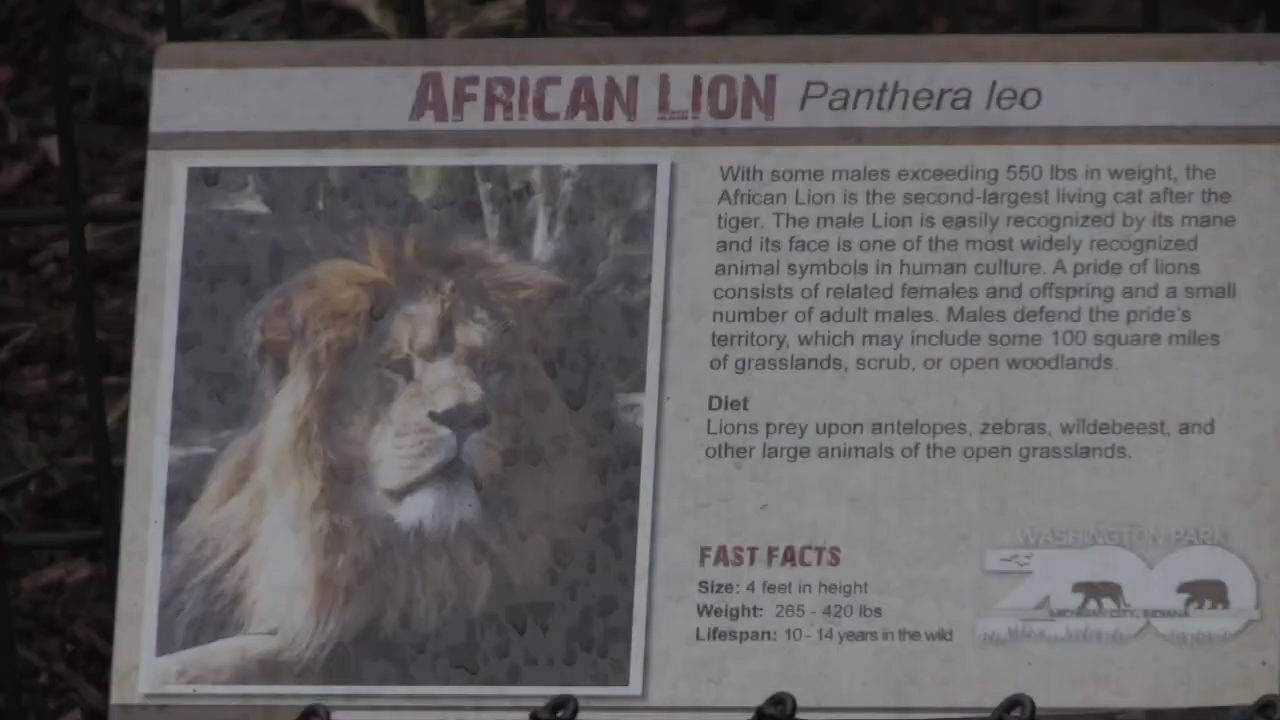 AFRICAN LION Panthera leo
With some males exceeding 550 lbs in weight, the
African Lion is the second-largest living cat after the
tiger. The male Lion is easily recognized by its mane
and its face is one of the most widely recognized
animal symbols in human culture. A pride of lions
consists of related females and offspring and a small
number of adult males. Males defend the pride's
territory, which may include some 100 square miles
of grasslands, scrub, or open woodlands.
Diet
Lions prey upon antelopes, zebras, wildebeest, and
other large animals of the open grasslands.
FAST FACTS
Size: 4 feet in height
Weight: 265 - 420 lbs
Lifespan: 10 - 14 years in the wild
WASHINGTON PARK
ZOO
MICHIGAN CITY, INDIANA